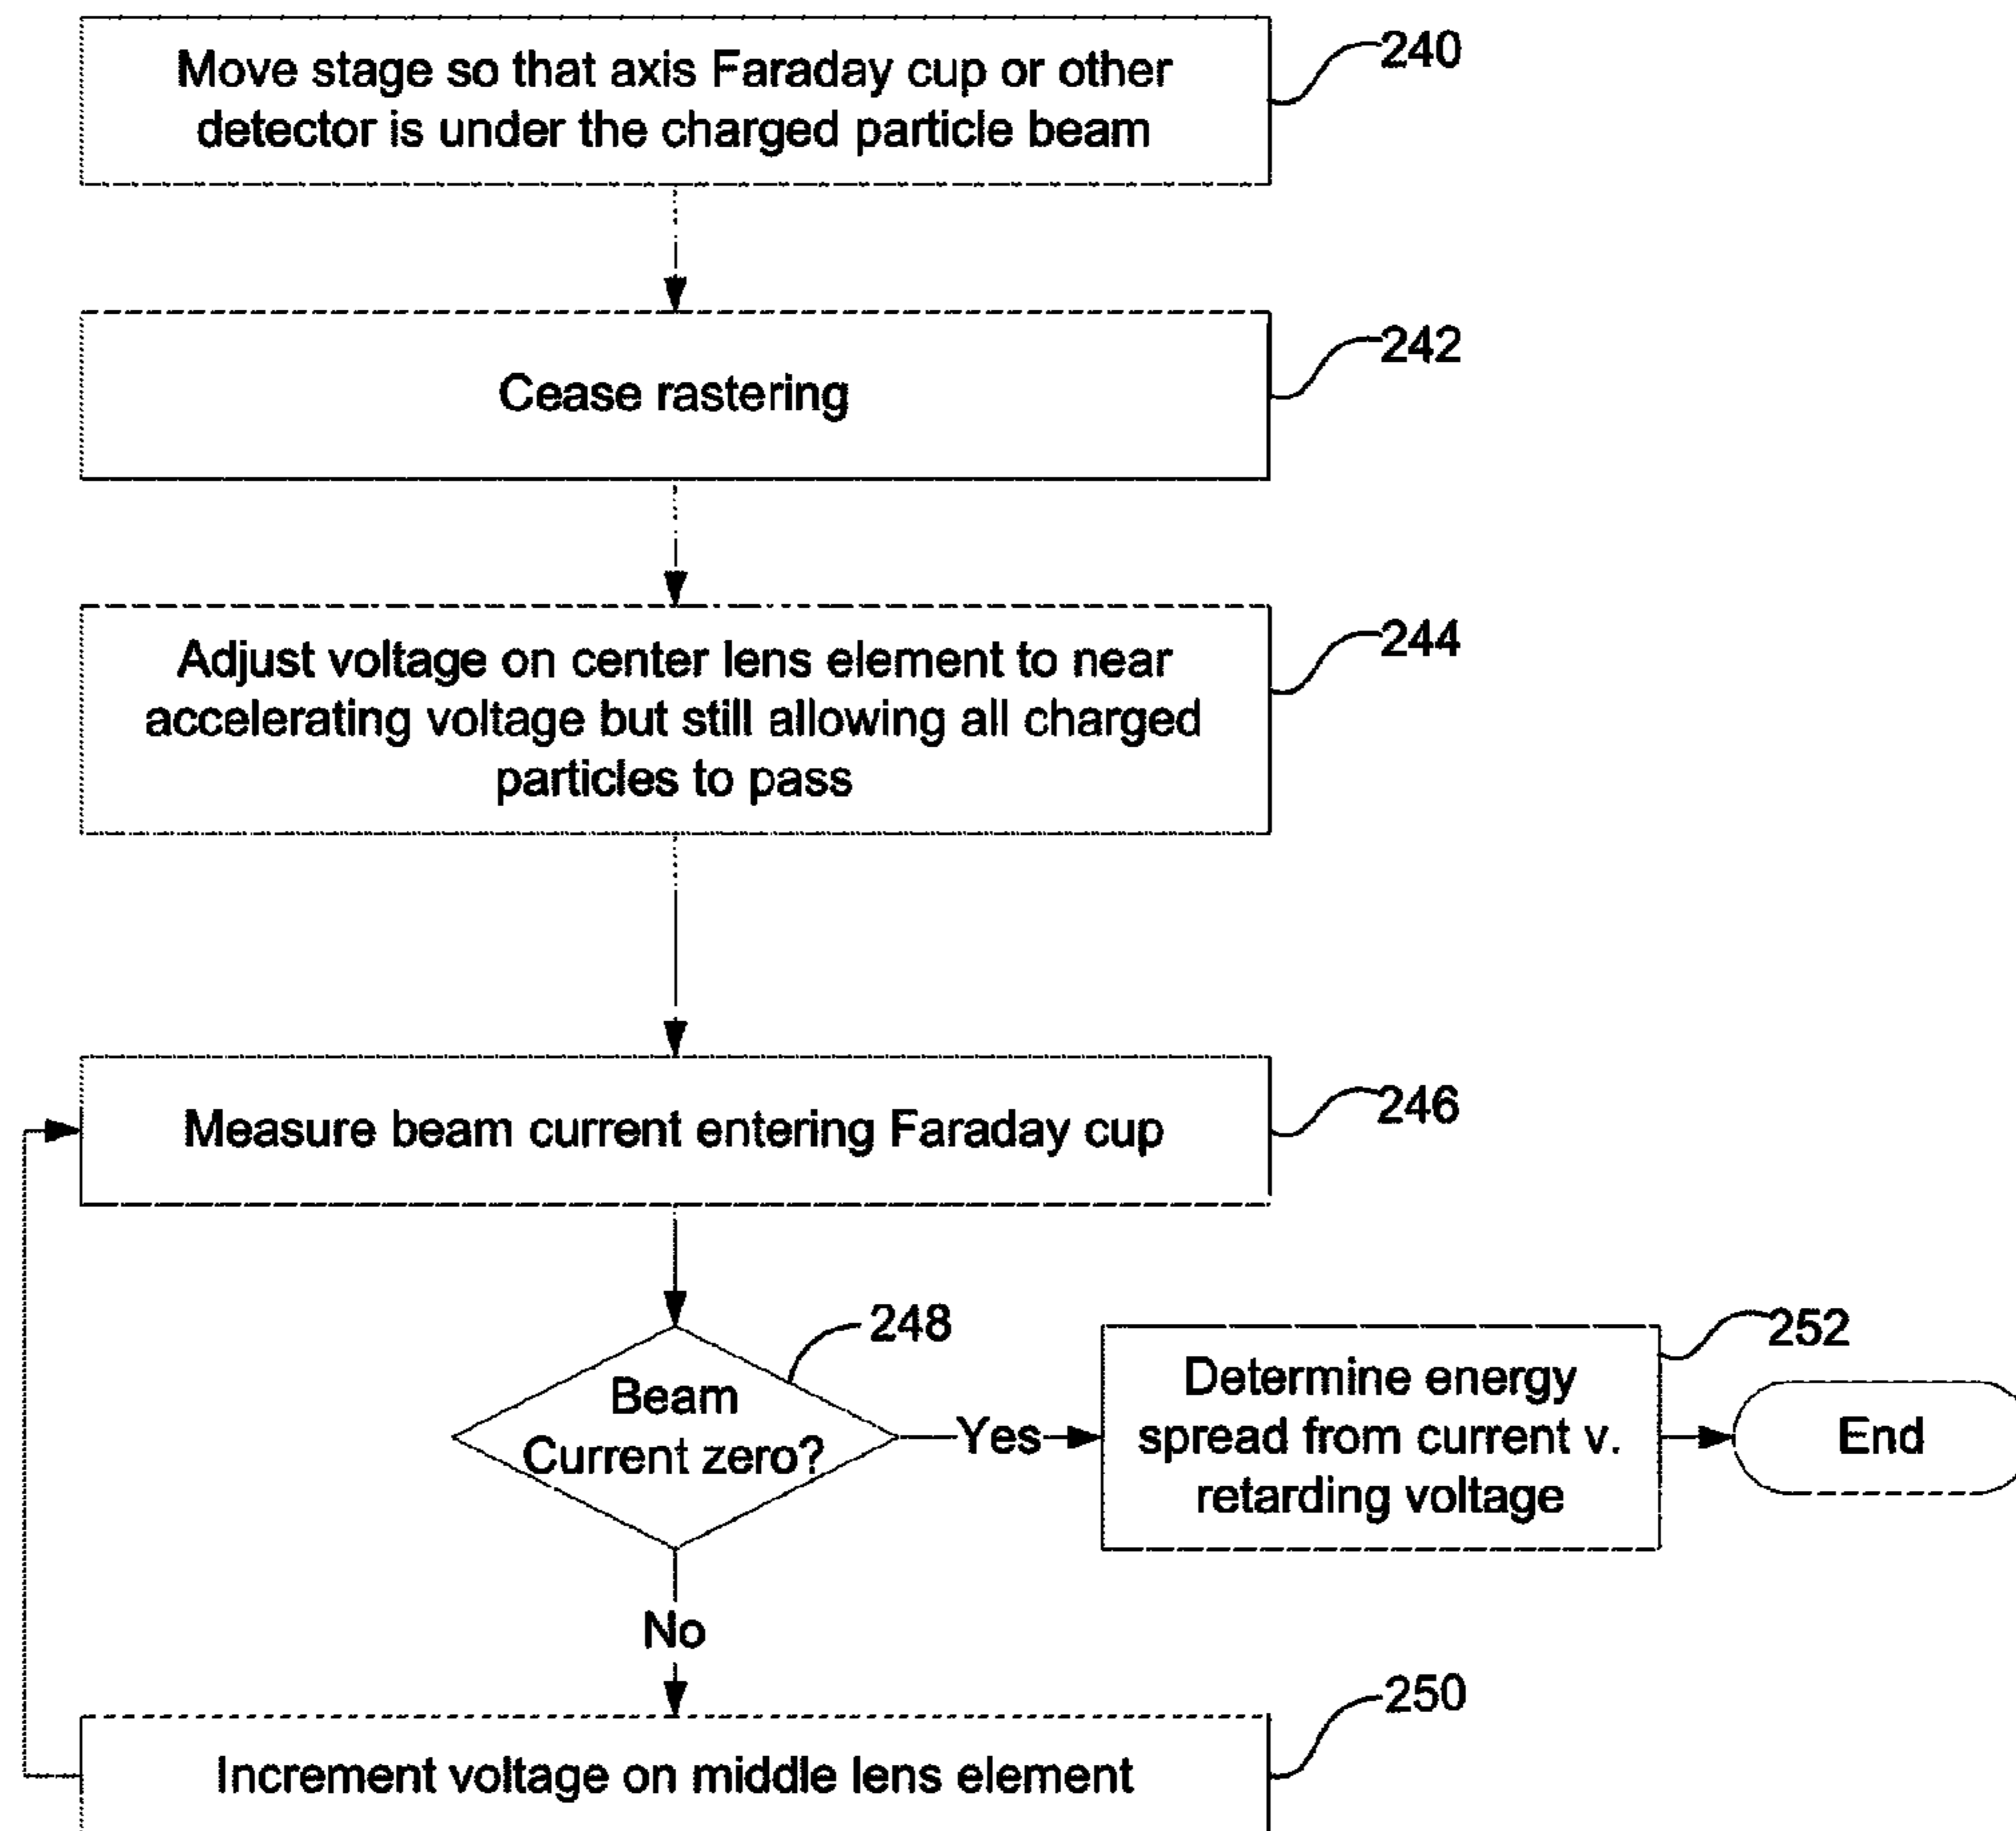 Move stage so that axis Faraday cup or other
detector is under the charged particle beam
240
Cease rastering
242
Adjust voltage on center lens element to near
accelerating voltage but still allowing all charged
particles to pass
244
Measure beam current entering Faraday cup
246
Beam
Current zero?
248
Yes
Determine energy
spread from current v.
retarding voltage
252
End
No
Increment voltage on middle lens element
250